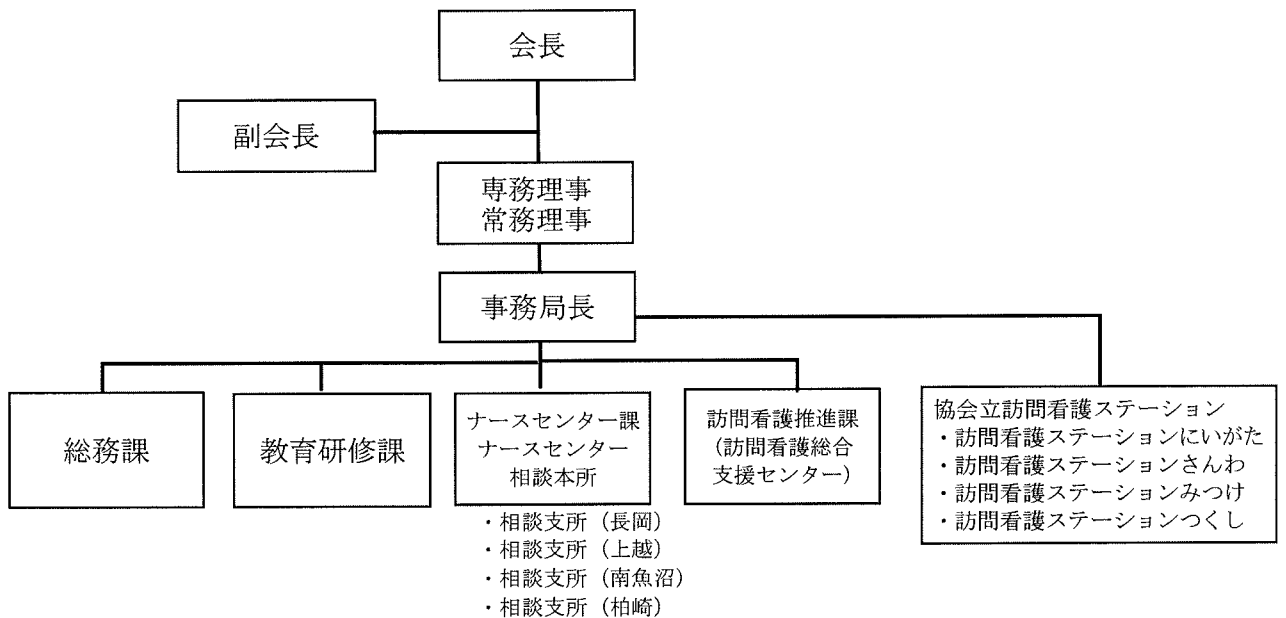 会長
副会長
専務理事
常務理事
事務局長
総務課
教育研修課
ナースセンター課
ナースセンター
相談本所
・相談支所（長岡）
・相談支所（上越）
・相談支所（南魚沼）
・相談支所（柏崎）
訪問看護推進課
（訪問看護総合
支援センター）
協会立訪問看護ステーション
・訪問看護ステーションにいがた
・訪問看護ステーションさんわ
・訪問看護ステーションみつけ
・訪問看護ステーションつくし